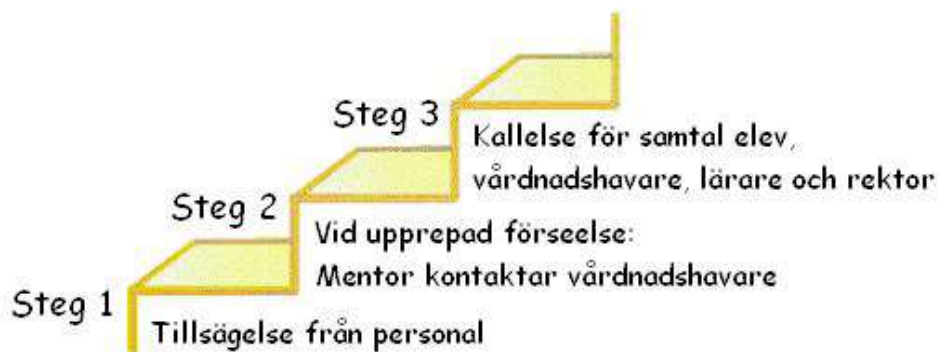 Steg 3
Kallelse för samtal elev,
vårdnadshavare, lärare och rektor
Steg 2
Vid upprepad förseelse:
Mentor kontaktar vårdnadshavare
Steg 1
Tillsägelse från personal